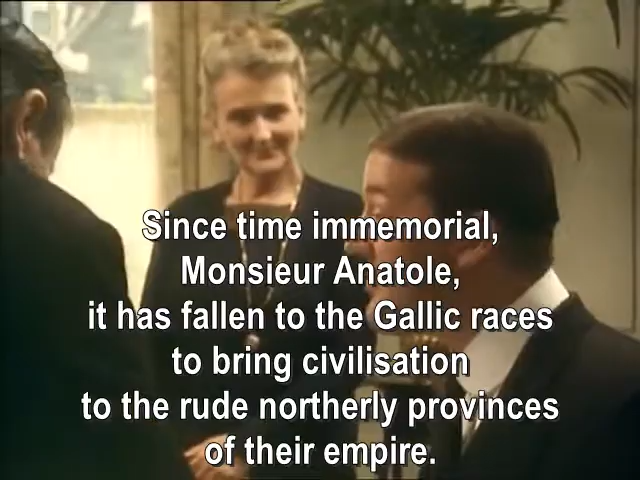 Since time immemorial,
Monsieur Anatole,
it has fallen to the Gallic races
to bring civilisation
to the rude northerly provinces
of their empire.